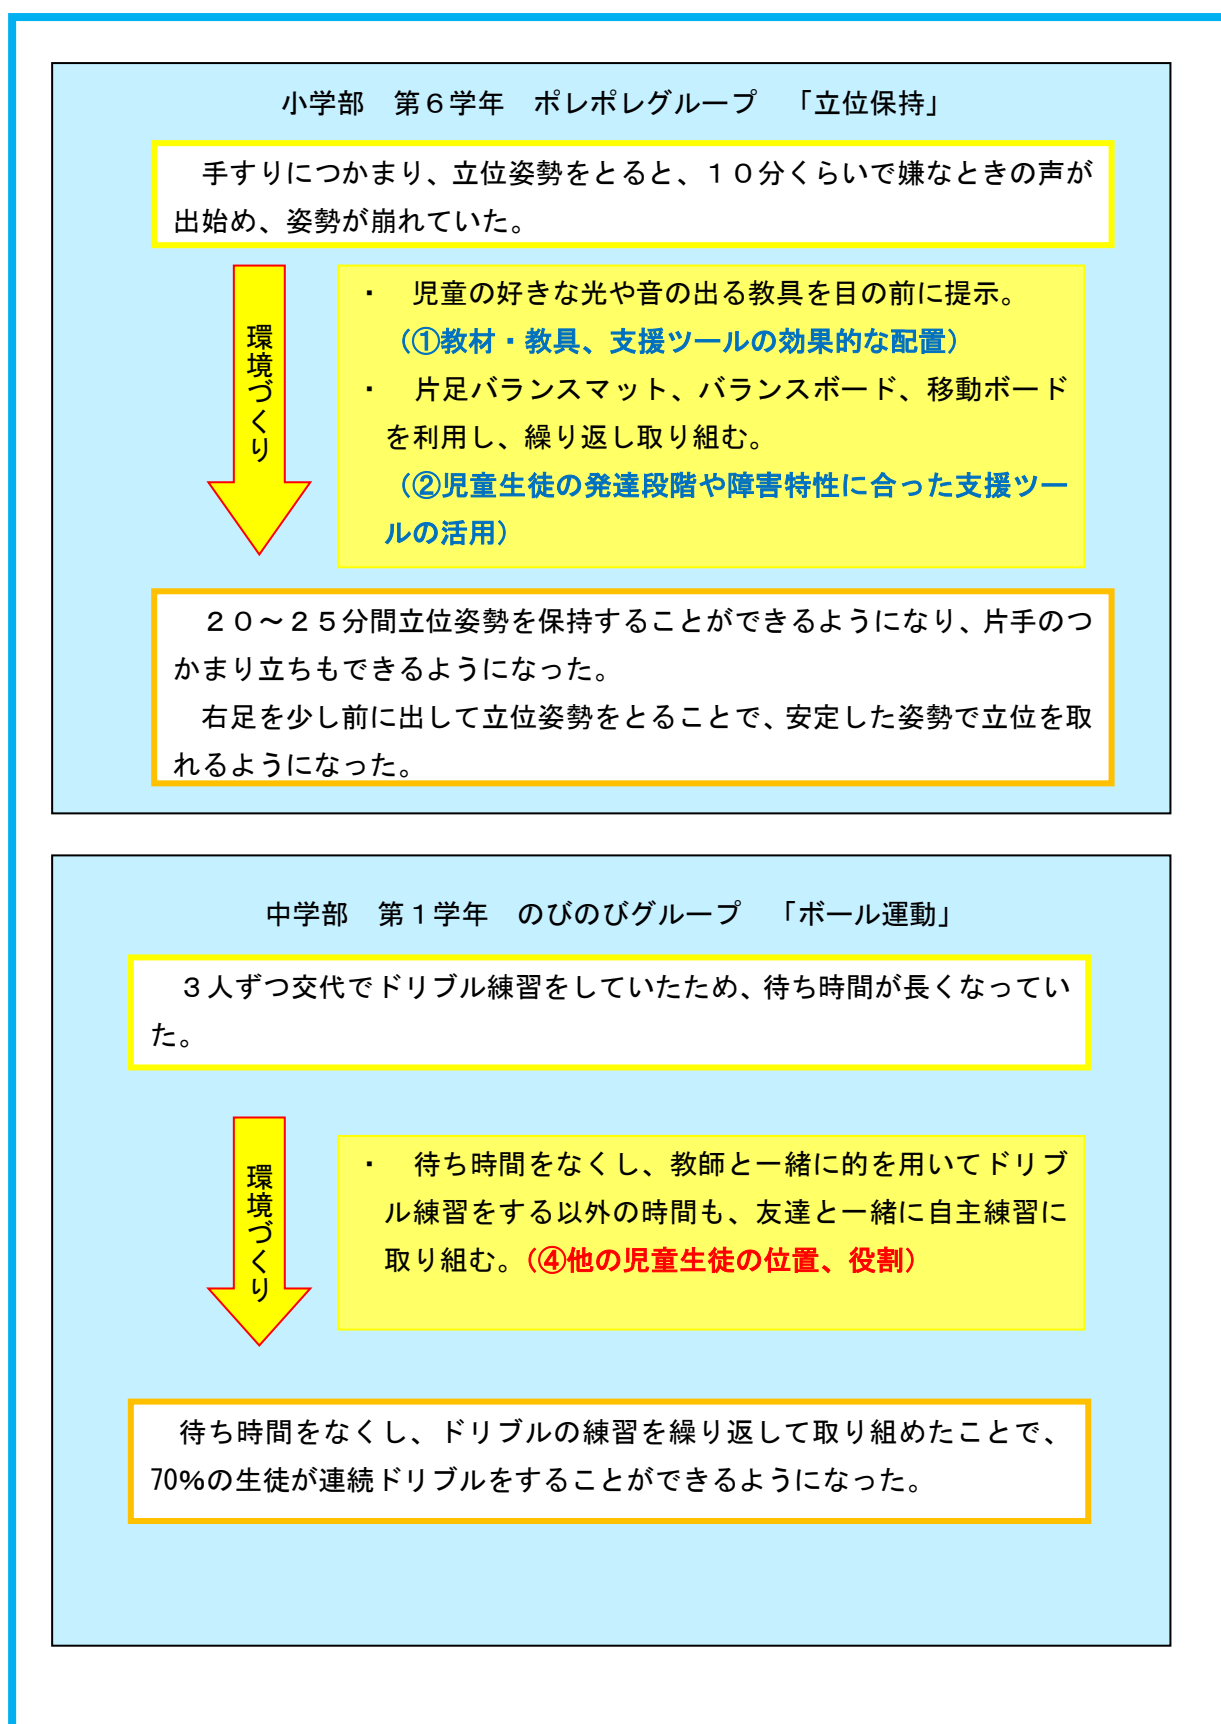 小学部　第６学年　ポレポレグループ　「立位保持」
手すりにつかまり、立位姿勢をとると、１０分くらいで嫌なときの声が
出始め、姿勢が崩れていた。
環境づくり
・　児童の好きな光や音の出る教具を目の前に提示。
（①教材・教具、支援ツールの効果的な配置）
・　片足バランスマット、バランスボード、移動ボード
を利用し、繰り返し取り組む。
（②児童生徒の発達段階や障害特性に合った支援ツー
ルの活用）
２０～２５分間立位姿勢を保持することができるようになり、片手のつ
かまり立ちもできるようになった。
右足を少し前に出して立位姿勢をとることで、安定した姿勢で立位を取
れるようになった。
中学部　第１学年　のびのびグループ　「ボール運動」
３人ずつ交代でドリブル練習をしていたため、待ち時間が長くなってい
た。
環境づくり
・　待ち時間をなくし、教師と一緒に的を用いてドリブ
ル練習をする以外の時間も、友達と一緒に自主練習に
取り組む。（④他の児童生徒の位置、役割）
待ち時間をなくし、ドリブルの練習を繰り返して取り組めたことで、
70％の生徒が連続ドリブルをすることができるようになった。